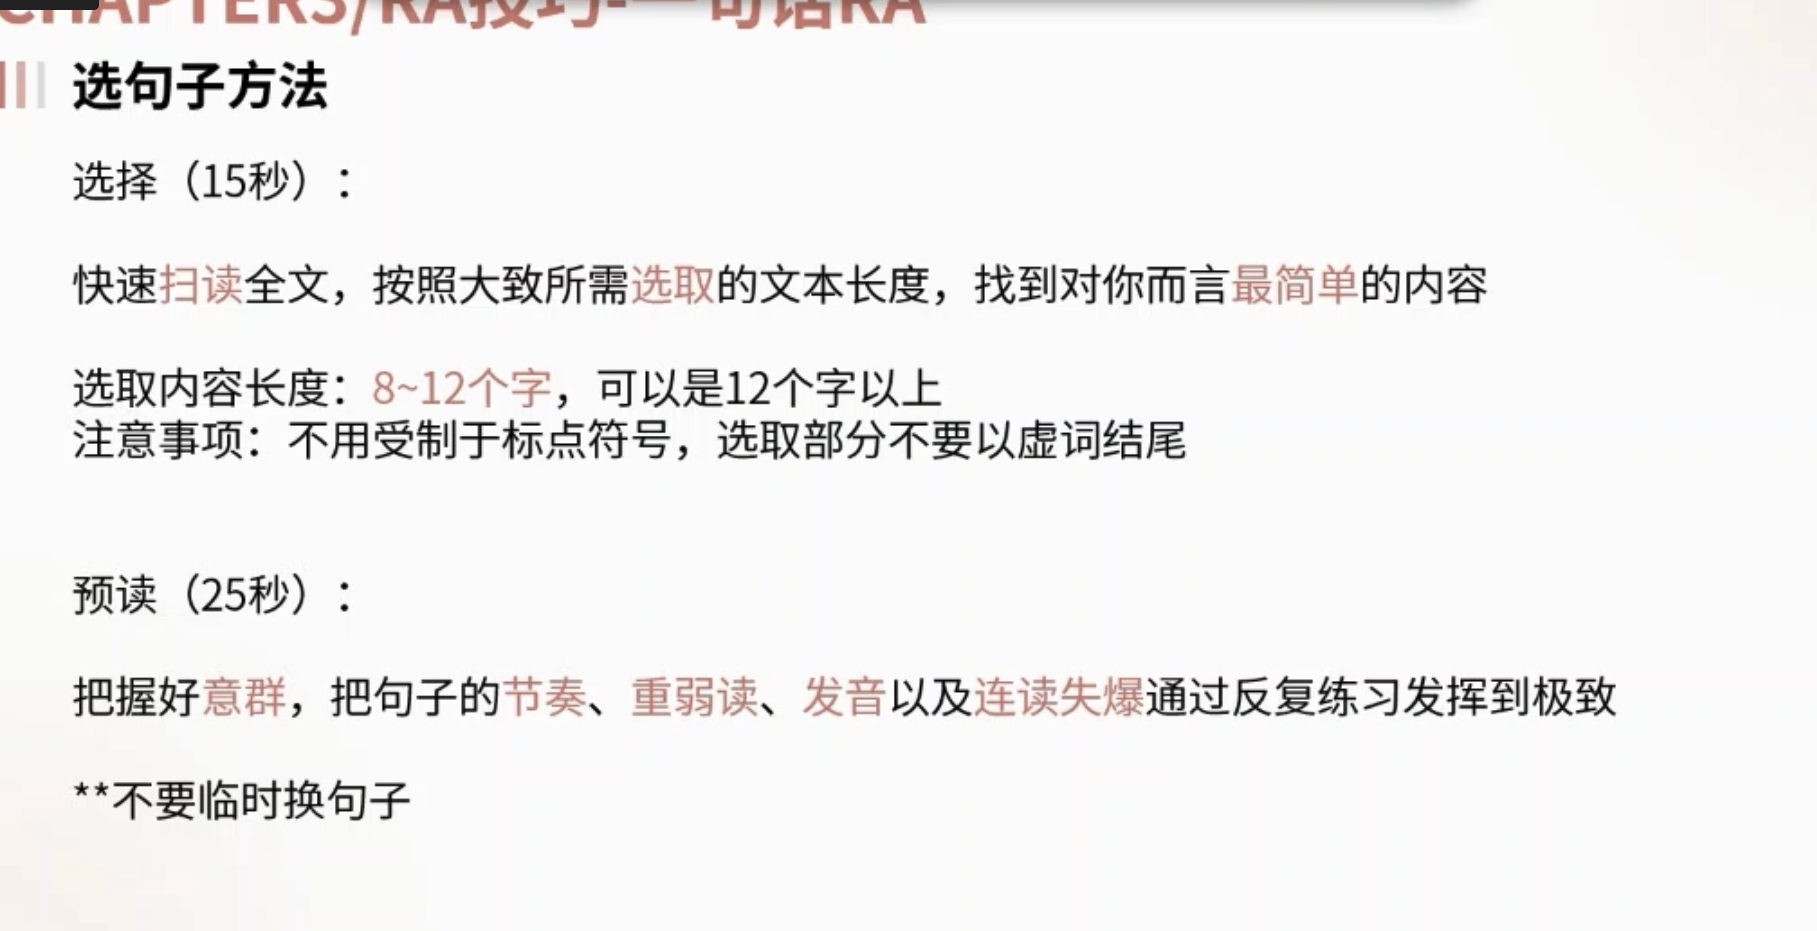 CHAPTERS/RA技巧-一句话RA
选句子方法
选择（15秒）：
快速扫读全文，按照大致所需选取的文本长度，找到对你而言最简单的内容
选取内容长度：8~12个字，可以是12个字以上
注意事项：不用受制于标点符号，选取部分不要以虚词结尾
预读（25秒）：
把握好意群，把句子的节奏、重弱读、发音以及连读失爆通过反复练习发挥到极致
**不要临时换句子